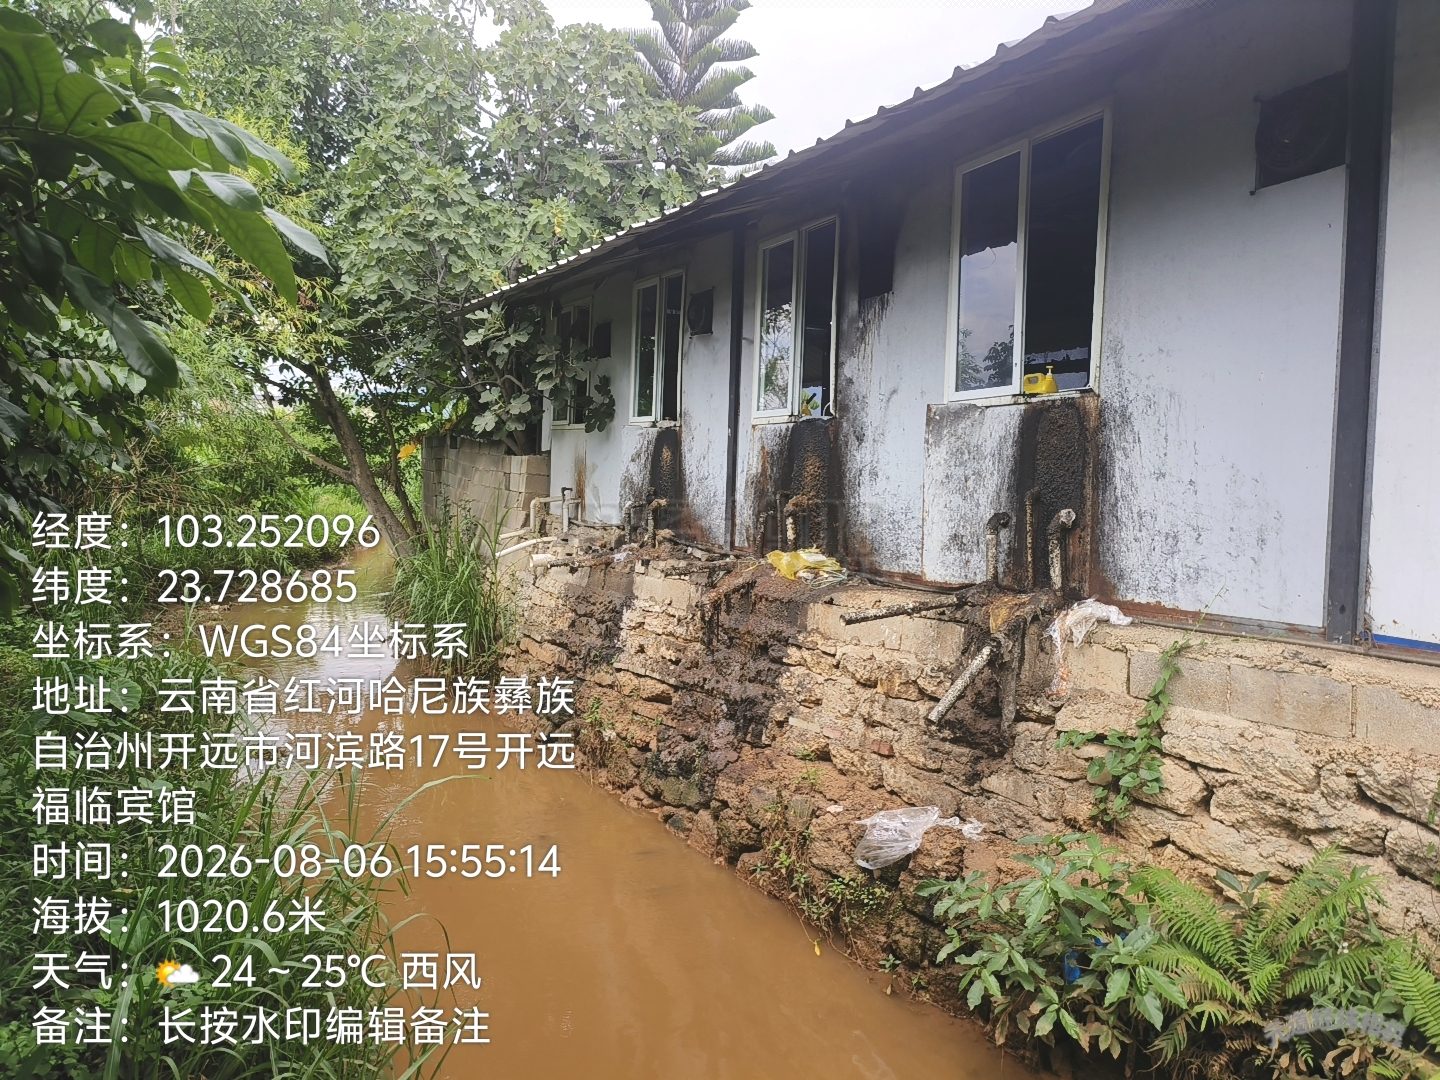 经度：103.252096
纬度：23.728685
坐标系：WGS84坐标系
地址：云南省红河哈尼族彝族
自治州开远市河滨路17号开远
福临宾馆
时间：2026-08-06 15:55:14
海拔：1020.6米
天气：24 ~ 25℃ 西风
备注：长按水印编辑备注